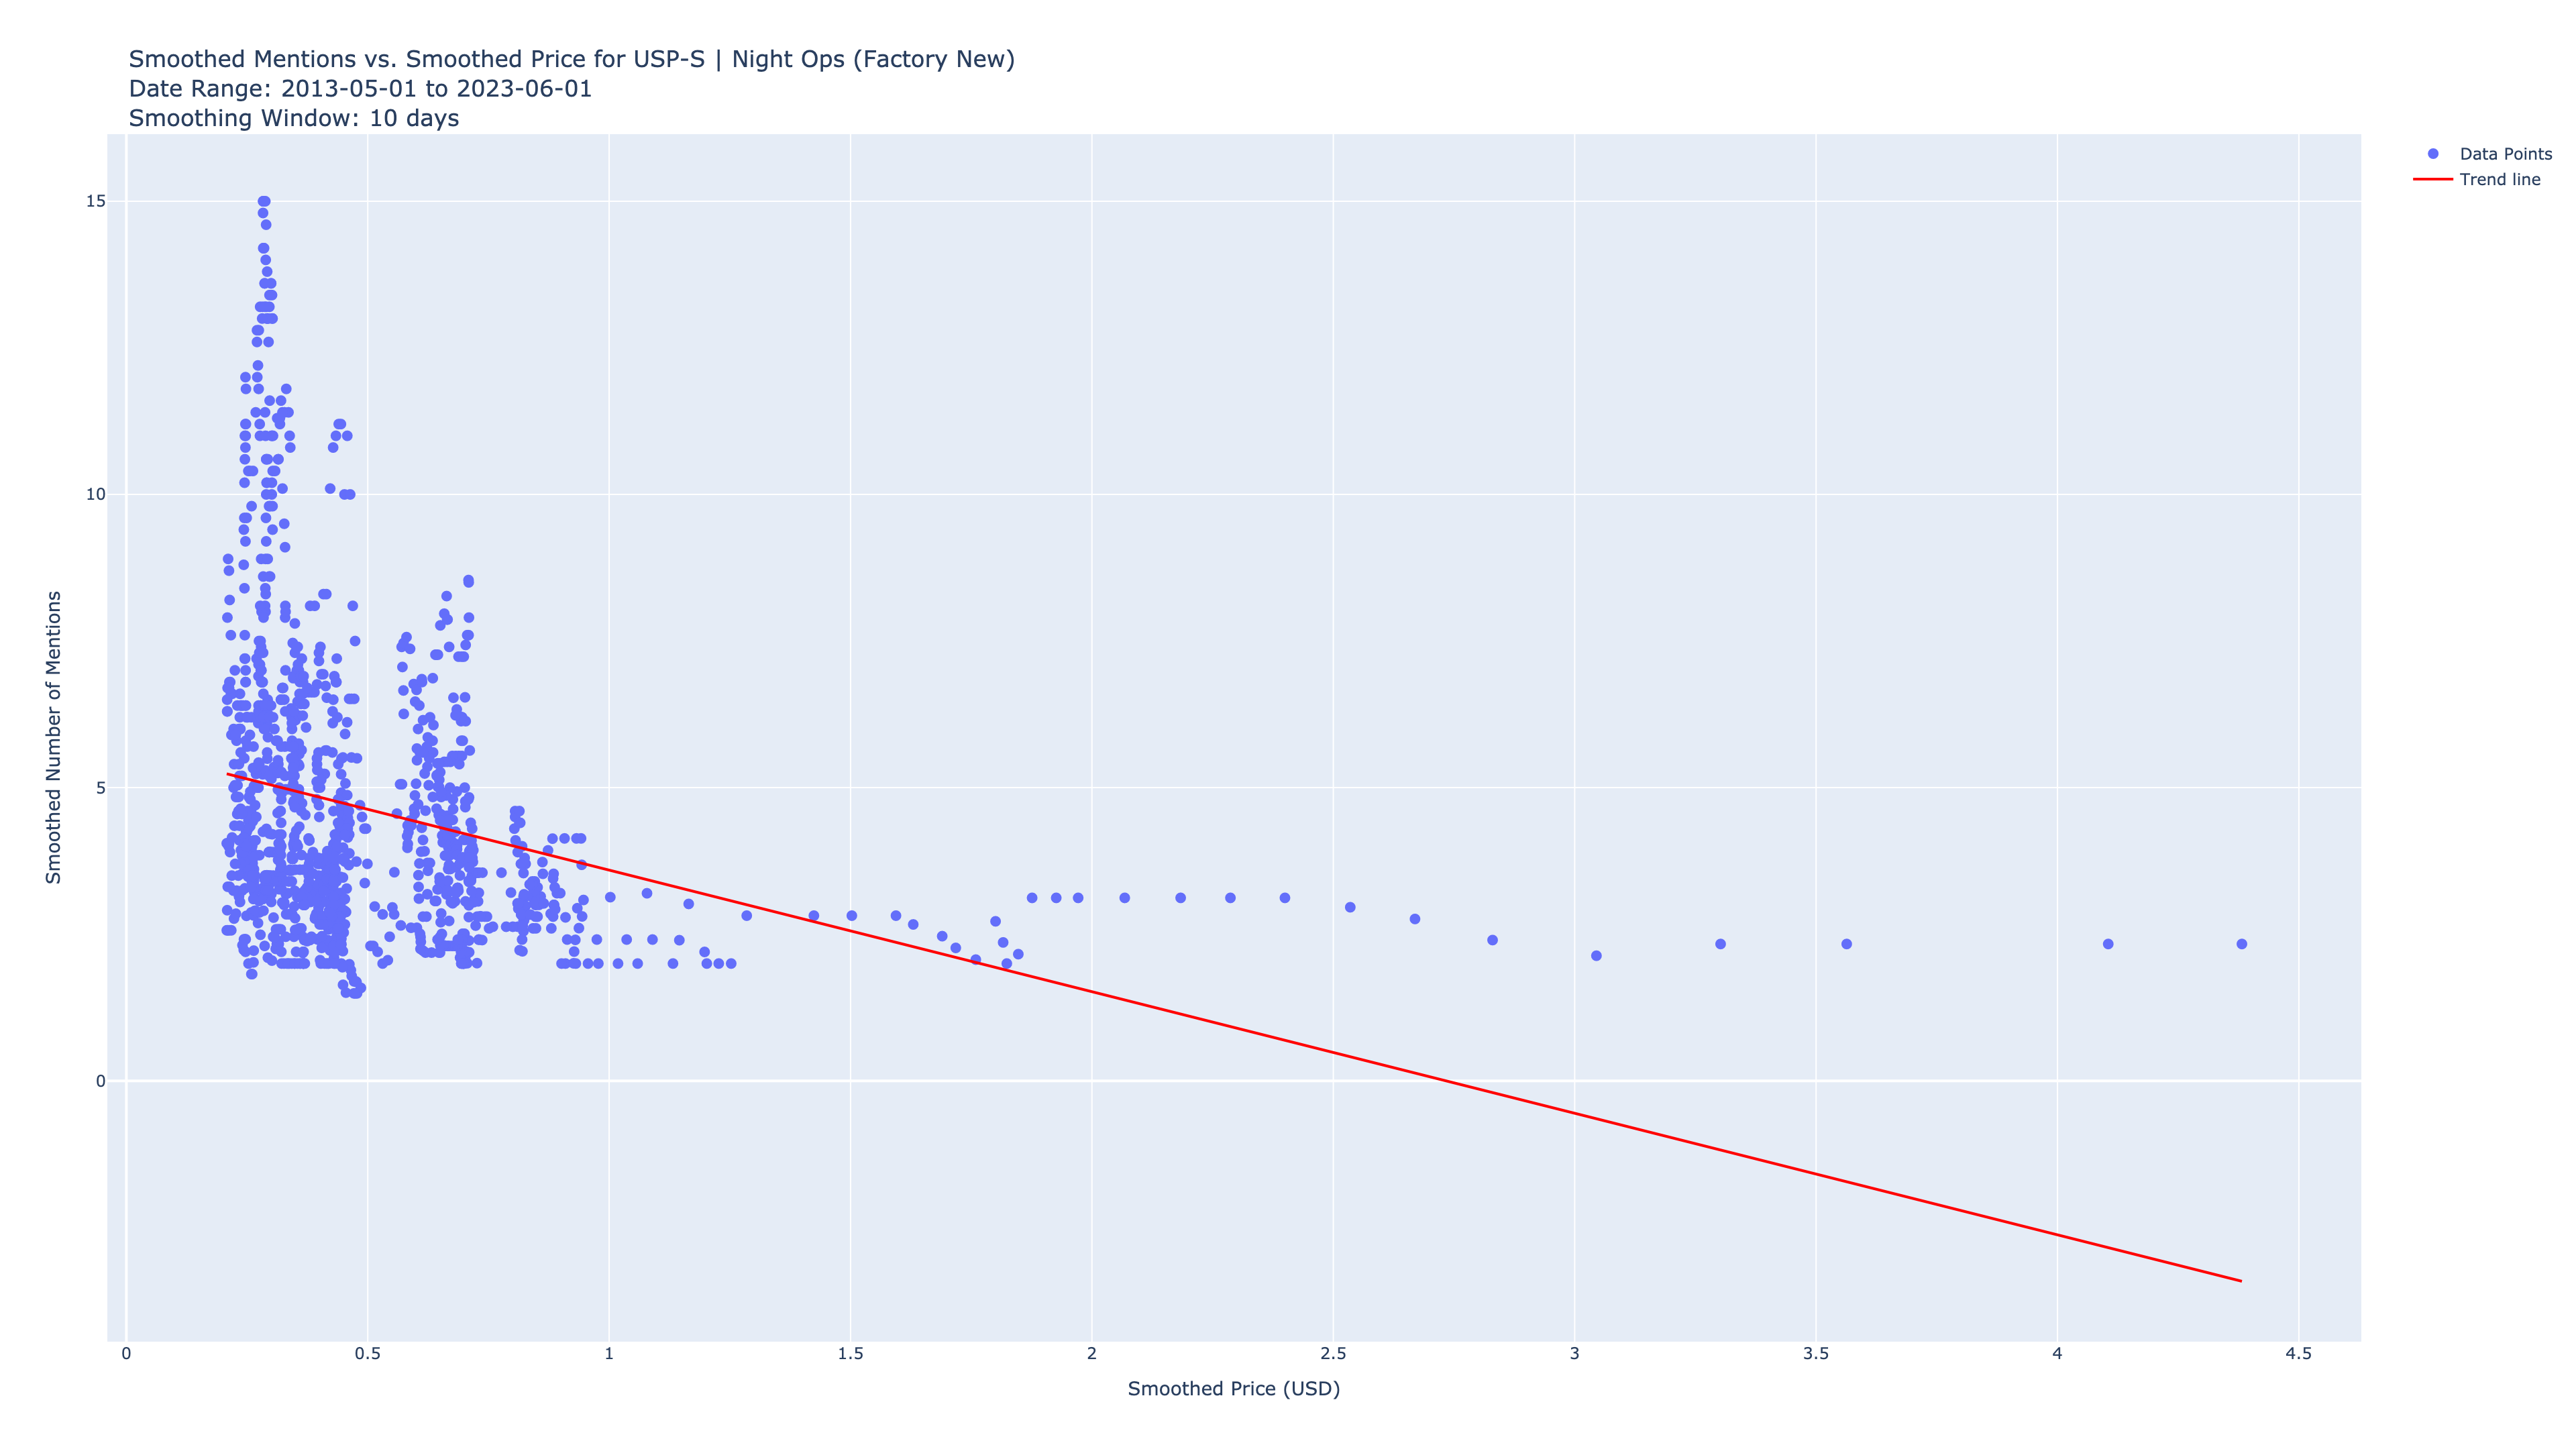 Smoothed Mentions vs. Smoothed Price for USP-S | Night Ops (Factory New)
Date Range: 2013-05-01 to 2023-06-01
Smoothing Window: 10 days
Data Points
Trend line
15
10
5
0
Smoothed Number of Mentions
0
0.5
1
1.5
2
2.5
3
3.5
4
4.5
Smoothed Price (USD)